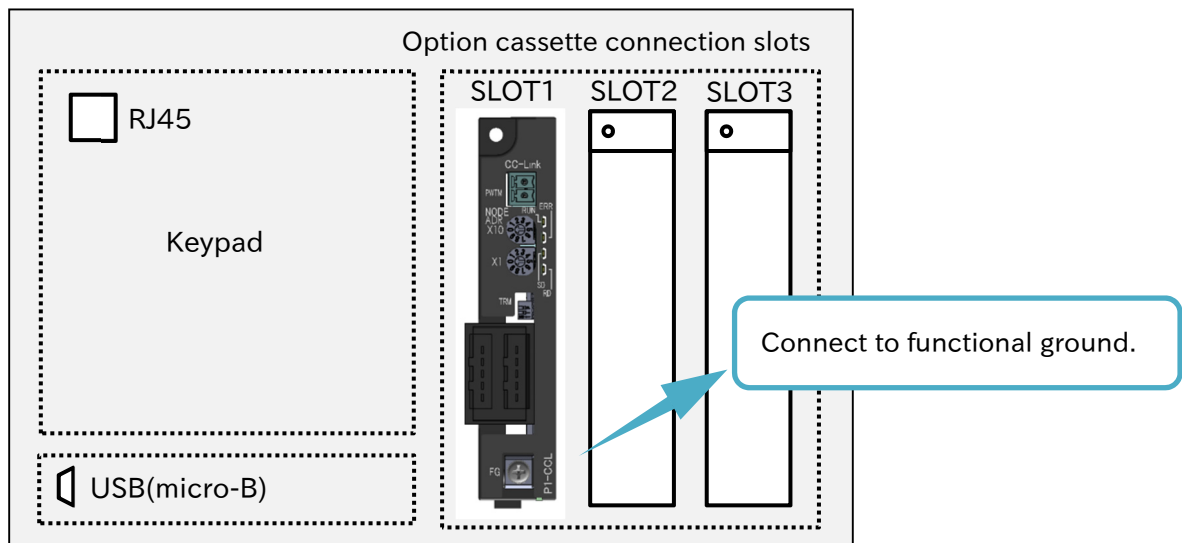 Option cassette connection slots
SLOT1 SLOT2 SLOT3
RJ45
Keypad
USB(micro-B)
CC-Link
PWTM
ERR
RUN
NODE
ADR
X10
X1
SD
RD
TRM
FG
P1-CCL
Connect to functional ground.